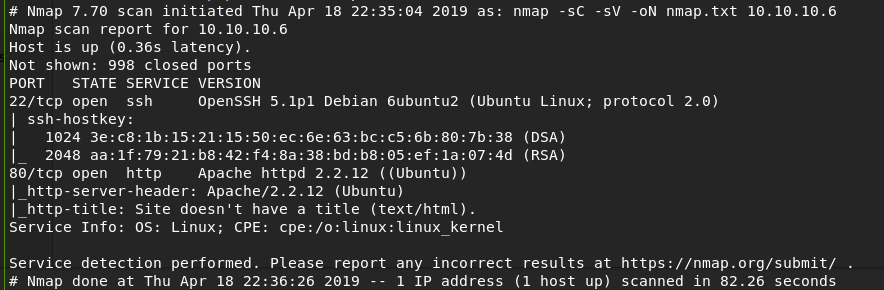 # Nmap 7.70 scan initiated Thu Apr 18 22:35:04 2019 as: nmap -sC -sV -oN nmap.txt 10.10.10.6
Nmap scan report for 10.10.10.6
Host is up (0.36s latency).
Not shown: 998 closed ports
PORT   STATE SERVICE VERSION
22/tcp open  ssh     OpenSSH 5.1p1 Debian 6ubuntu2 (Ubuntu Linux; protocol 2.0)
| ssh-hostkey:
|   1024 3e:c8:1b:15:21:15:50:ec:6e:63:bc:c5:6b:80:7b:38 (DSA)
|_  2048 aa:1f:79:21:b8:42:f4:8a:38:bd:b8:05:ef:1a:07:4d (RSA)
80/tcp open  http    Apache httpd 2.2.12 ((Ubuntu))
|_http-server-header: Apache/2.2.12 (Ubuntu)
|_http-title: Site doesn't have a title (text/html).
Service Info: OS: Linux; CPE: cpe:/o:linux:linux_kernel

Service detection performed. Please report any incorrect results at https://nmap.org/submit/ .
# Nmap done at Thu Apr 18 22:36:26 2019 -- 1 IP address (1 host up) scanned in 82.26 seconds